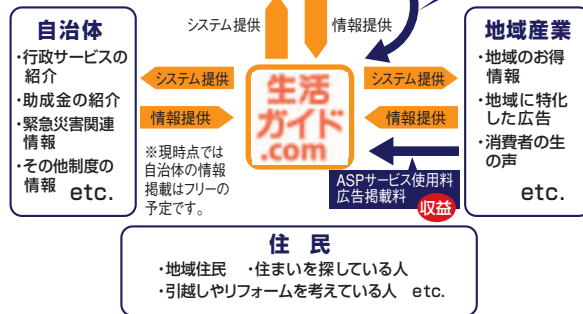 システム提供
情報提供
自治体
・行政サービスの
紹介
・助成金の紹介
・緊急災害関連
情報
・その他制度の
情報 etc.
システム提供
情報提供
※現時点では
自治体の情報
掲載はフリーの
予定です。
生活
ガイド
.com
システム提供
情報提供
ASPサービス使用料
広告掲載料
収益
地域産業
・地域のお得
情報
・地域に特化
した広告
・消費者の生
の声
etc.
住 民
・地域住民 ・住まいを探している人
・引越しやリフォームを考えている人 etc.